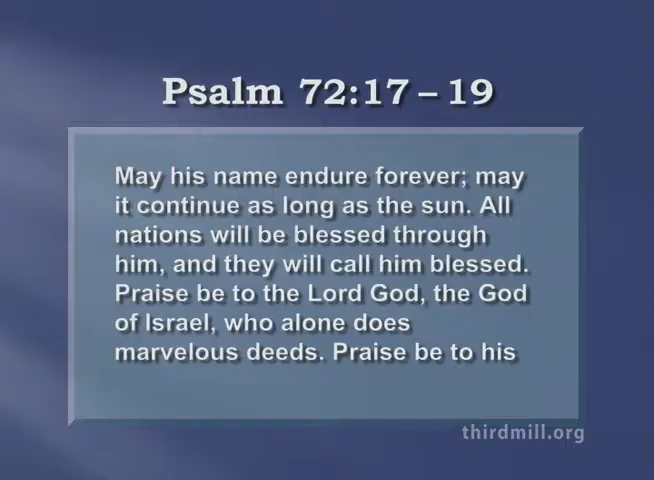 Psalm 72:17 – 19
May his name endure forever; may
it continue as long as the sun. All
nations will be blessed through
him, and they will call him blessed.
Praise be to the Lord God, the God
of Israel, who alone does
marvelous deeds. Praise be to his
thirdmill.org